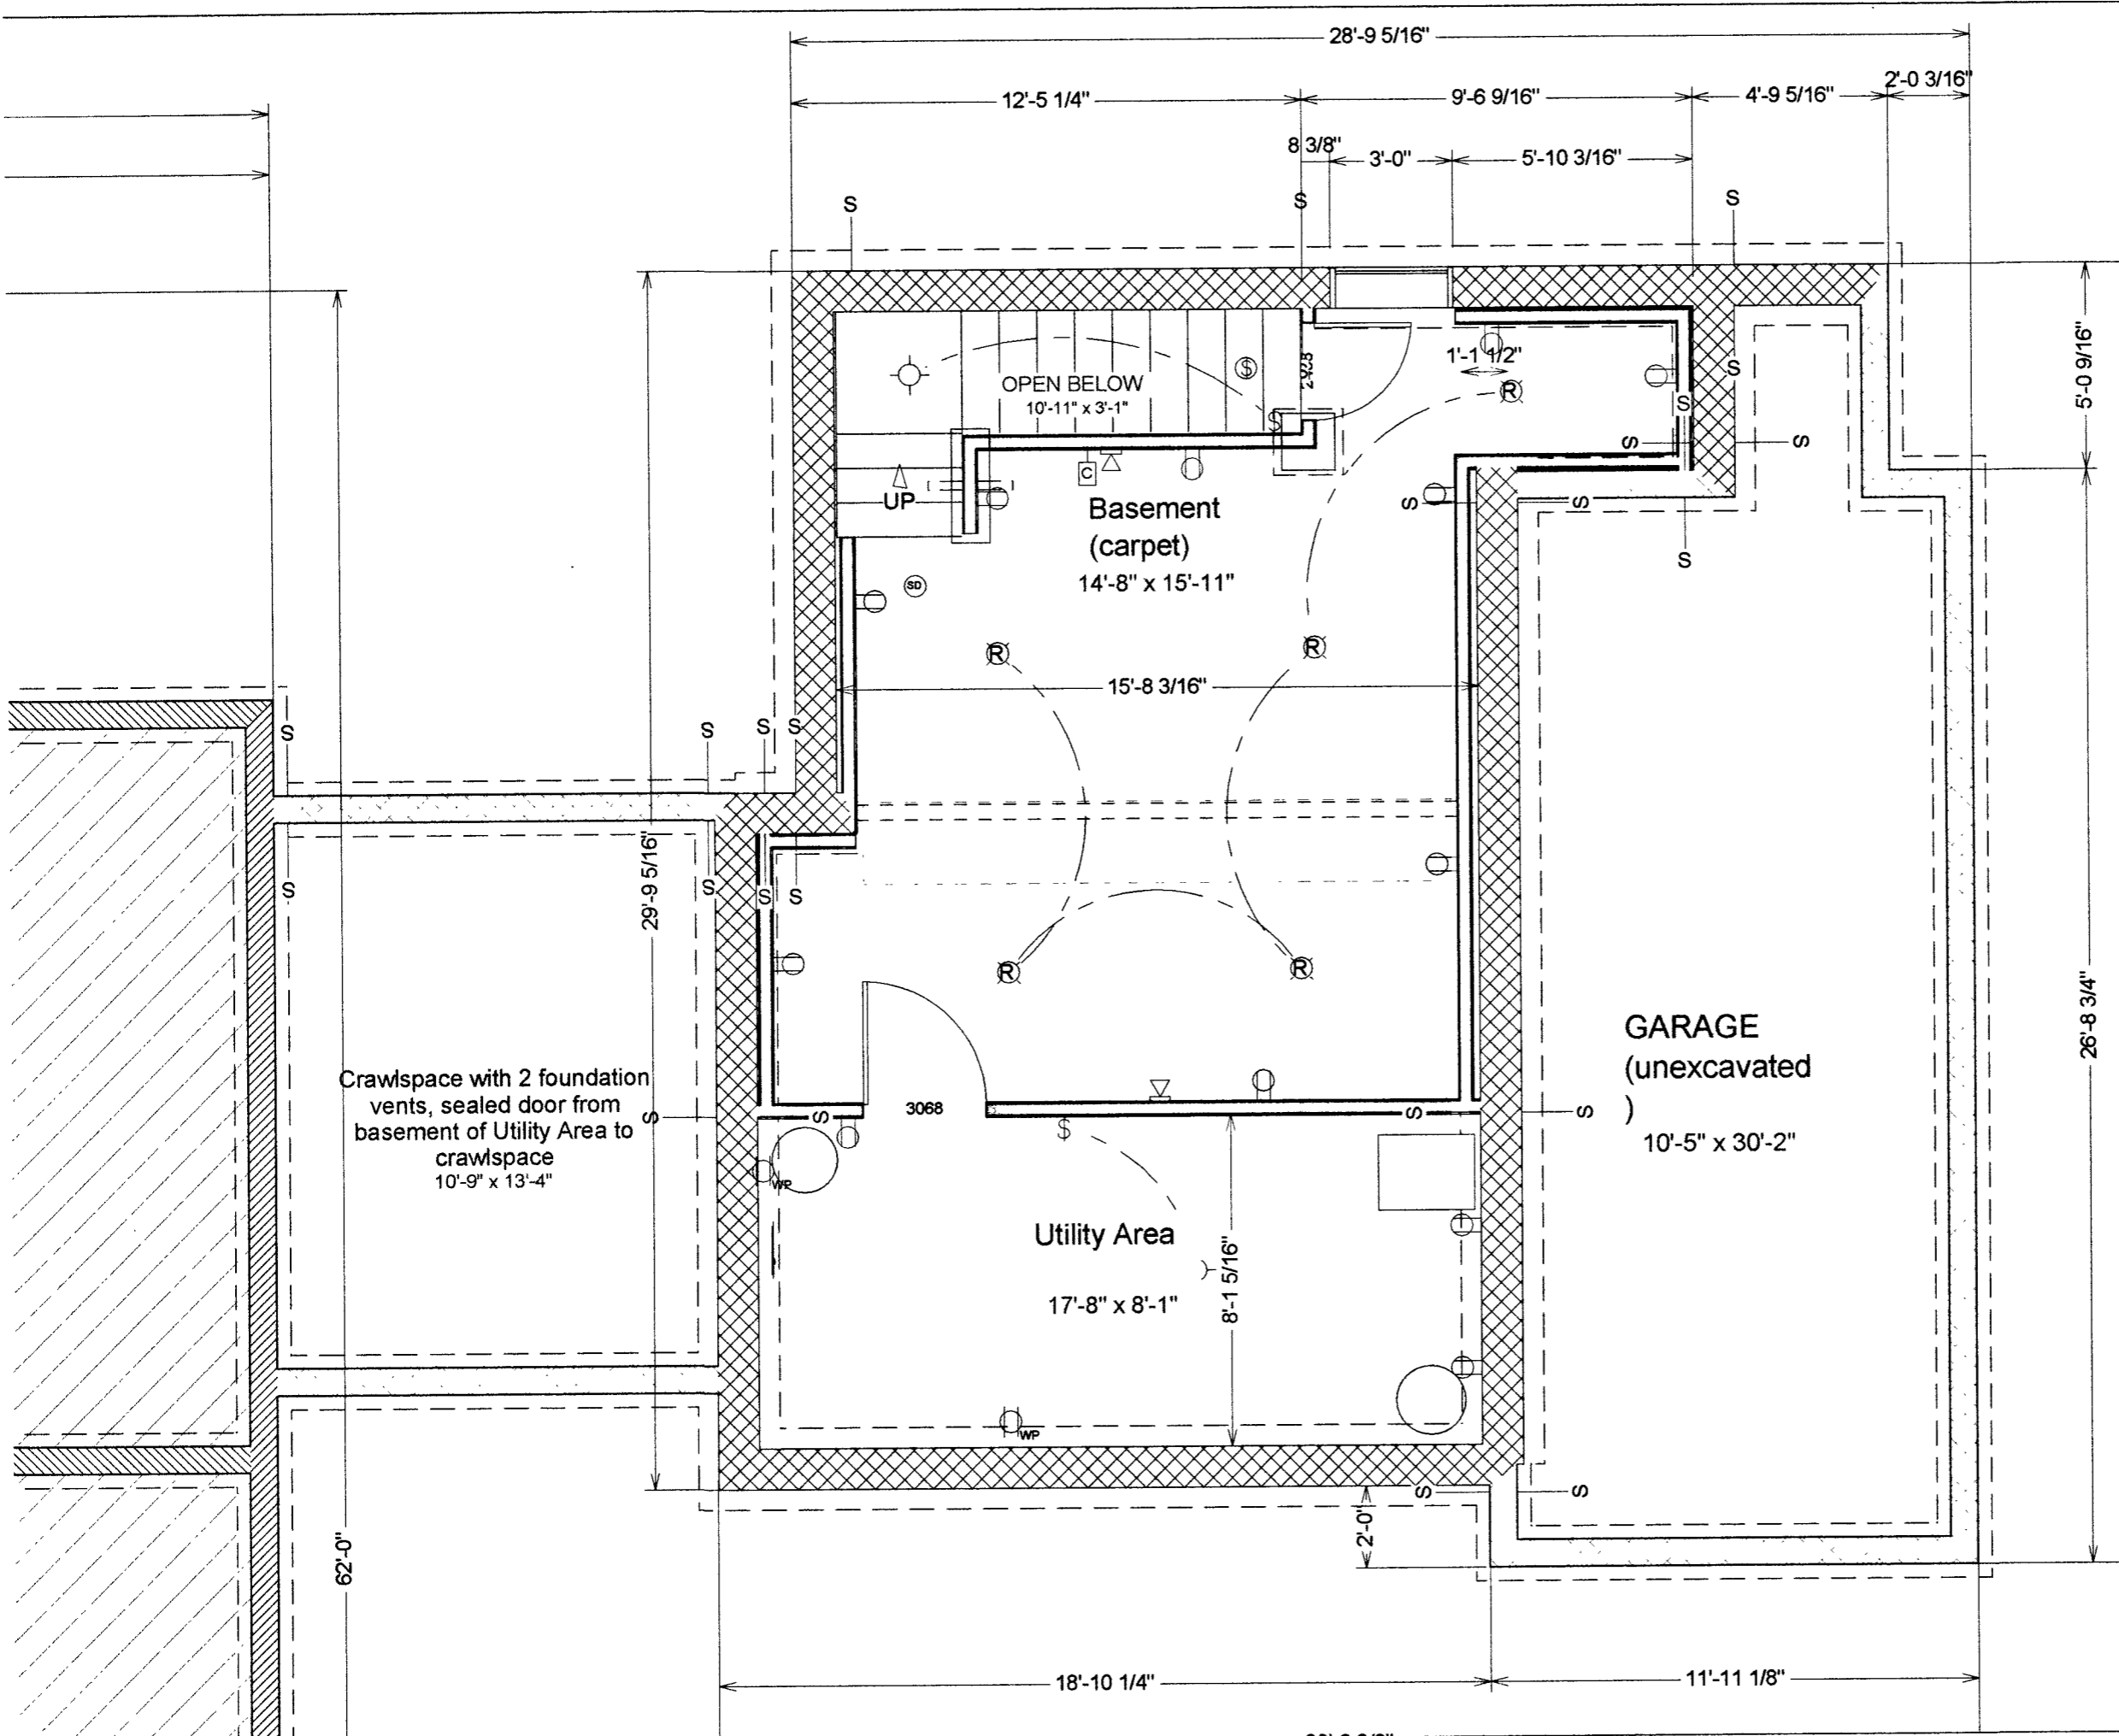 28'-9 5/16"
12'-5 1/4"
9'-6 9/16"
4'-9 5/16"
2'-0 3/16"
8 3/8"
3'-0"
5'-10 3/16"
S
S
S
OPEN BELOW
10'-11" x 3'-1"
$
S
1'-1 1/2"
R
S
S
S
S
5'-0 9/16"
UP
C
Basement
(carpet)
14'-8" x 15'-11"
S
S
S
SD
R
R
15'-8 3/16"
S
S
S
S
29'-9 5/16"
S
S
S
S
R
R
GARAGE
(unexcavated
)
10'-5" x 30'-2"
26'-8 3/4"
Crawlspace with 2 foundation
vents, sealed door from
basement of Utility Area to
crawlspace
10'-9" x 13'-4"
S
S
3068
$
S
S
WP
Utility Area
17'-8" x 8'-1"
8'-1 5/16"
WP
S
S
2'-0"
62'-0"
18'-10 1/4"
11'-11 1/8"